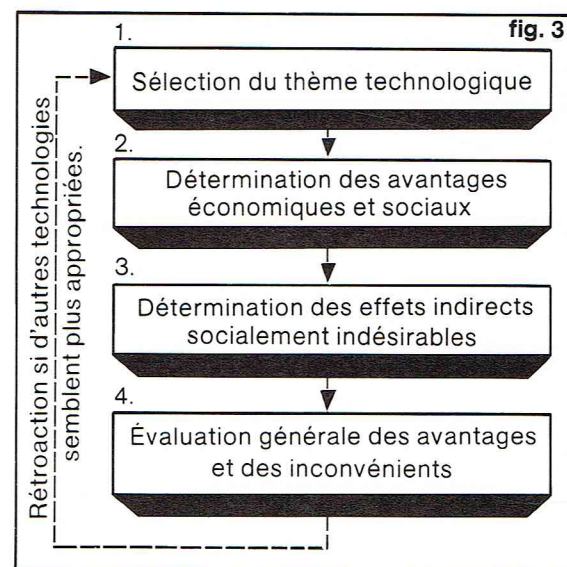 fig. 3
1.
Sélection du thème technologique
2.
Détermination des avantages
économiques et sociaux
3.
Détermination des effets indirects
socialement indésirables
4.
Évaluation générale des avantages
et des inconvénients
Rétroaction si d'autres technologies
semblent plus appropriées.